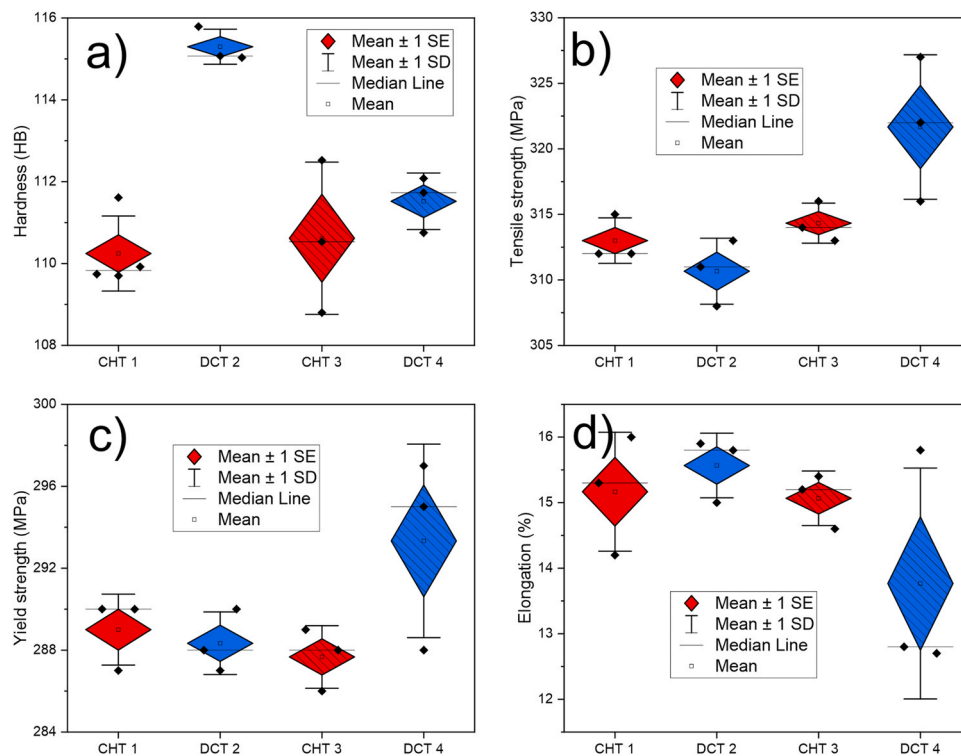 a)
Hardness (HB)
116
114
112
110
108
Mean ± 1 SE
Mean ± 1 SD
Median Line
Mean
CHT 1
DCT 2
CHT 3
DCT 4
b)
Tensile strength (MPa)
330
325
320
315
310
305
Mean ± 1 SE
Mean ± 1 SD
Median Line
Mean
CHT 1
DCT 2
CHT 3
DCT 4
c)
Yield strength (MPa)
300
296
292
288
284
Mean ± 1 SE
Mean ± 1 SD
Median Line
Mean
CHT 1
DCT 2
CHT 3
DCT 4
d)
Elongation (%)
16
15
14
13
12
Mean ± 1 SE
Mean ± 1 SD
Median Line
Mean
CHT 1
DCT 2
CHT 3
DCT 4